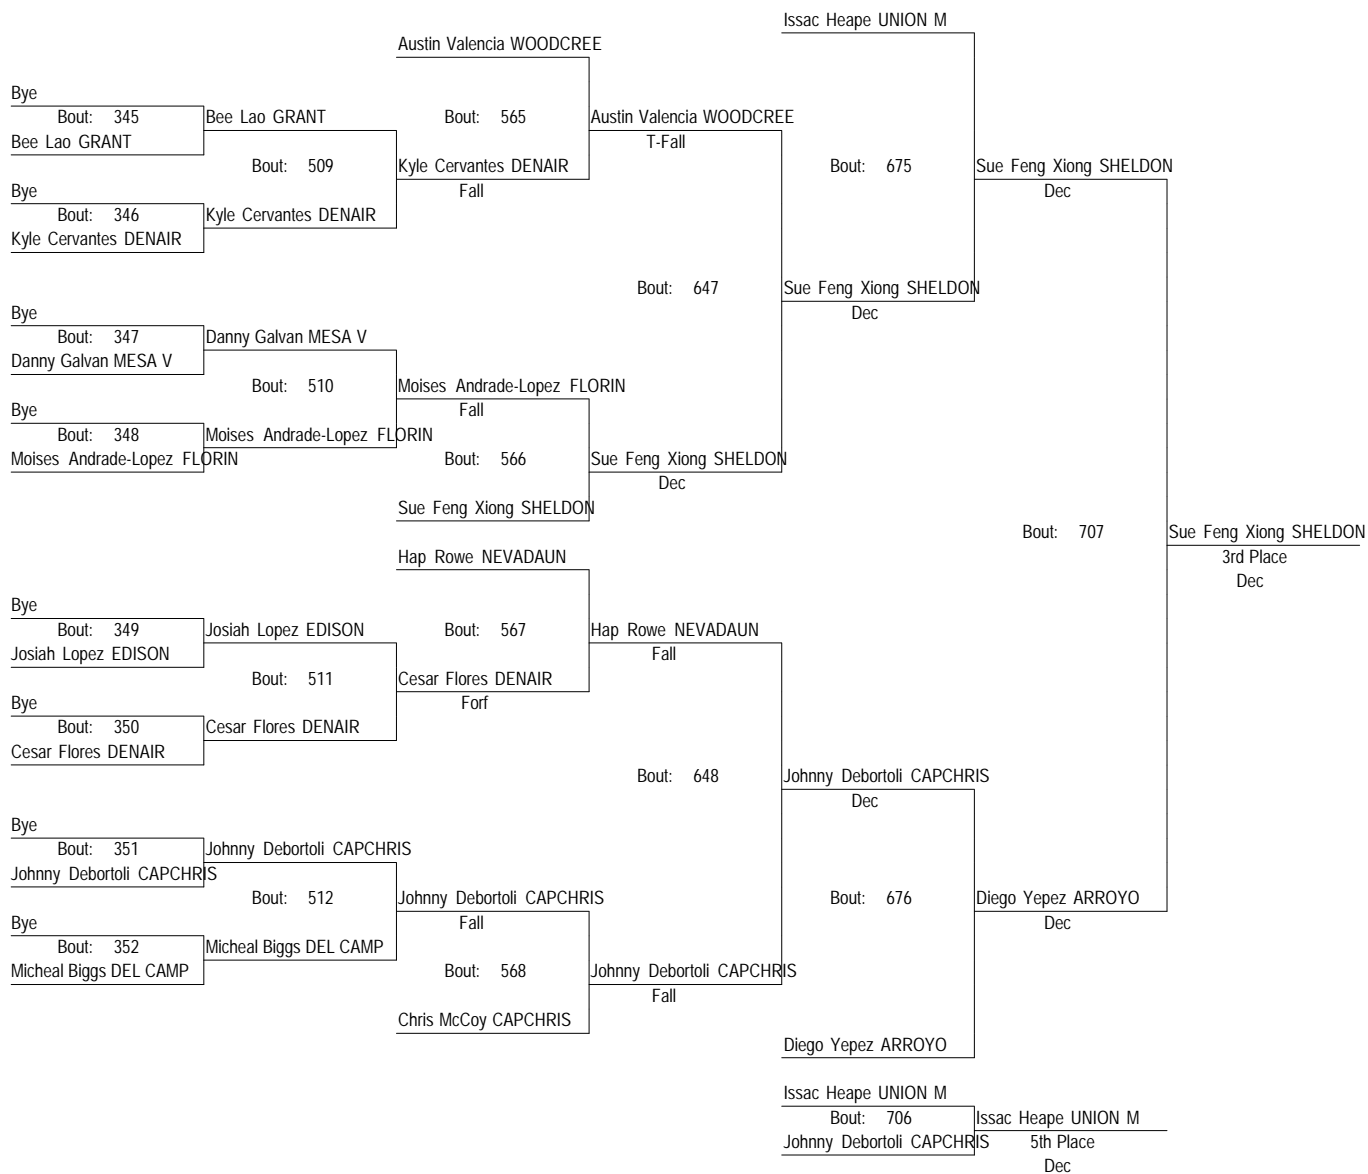 Issac Heape UNION M
Austin Valencia WOODCREE
Bye
Bout: 345
Bee Lao GRANT
Bee Lao GRANT
Bout: 565
Austin Valencia WOODCREE
T-Fall
Bout: 509
Kyle Cervantes DENAIR
Fall
Bout: 675
Sue Feng Xiong SHELDON
Dec
Bye
Bout: 346
Kyle Cervantes DENAIR
Kyle Cervantes DENAIR
Bout: 647
Sue Feng Xiong SHELDON
Dec
Bye
Bout: 347
Danny Galvan MESA V
Danny Galvan MESA V
Bout: 510
Moises Andrade-Lopez FLORIN
Fall
Bye
Bout: 348
Moises Andrade-Lopez FLORIN
Moises Andrade-Lopez FLORIN
Bout: 566
Sue Feng Xiong SHELDON
Dec
Sue Feng Xiong SHELDON
Bout: 707
Sue Feng Xiong SHELDON
3rd Place
Dec
Hap Rowe NEVADAUN
Bye
Bout: 349
Josiah Lopez EDISON
Josiah Lopez EDISON
Bout: 567
Hap Rowe NEVADAUN
Fall
Bout: 511
Cesar Flores DENAIR
Forf
Bye
Bout: 350
Cesar Flores DENAIR
Cesar Flores DENAIR
Bout: 648
Johnny Debortoli CAPCHRIS
Dec
Bye
Bout: 351
Johnny Debortoli CAPCHRIS
Johnny Debortoli CAPCHRIS
Bout: 512
Johnny Debortoli CAPCHRIS
Fall
Bout: 676
Diego Yepez ARROYO
Dec
Bye
Bout: 352
Micheal Biggs DEL CAMP
Micheal Biggs DEL CAMP
Bout: 568
Johnny Debortoli CAPCHRIS
Fall
Chris McCoy CAPCHRIS
Diego Yepez ARROYO
Issac Heape UNION M
Bout: 706
Issac Heape UNION M
Johnny Debortoli CAPCHRIS
5th Place
Dec